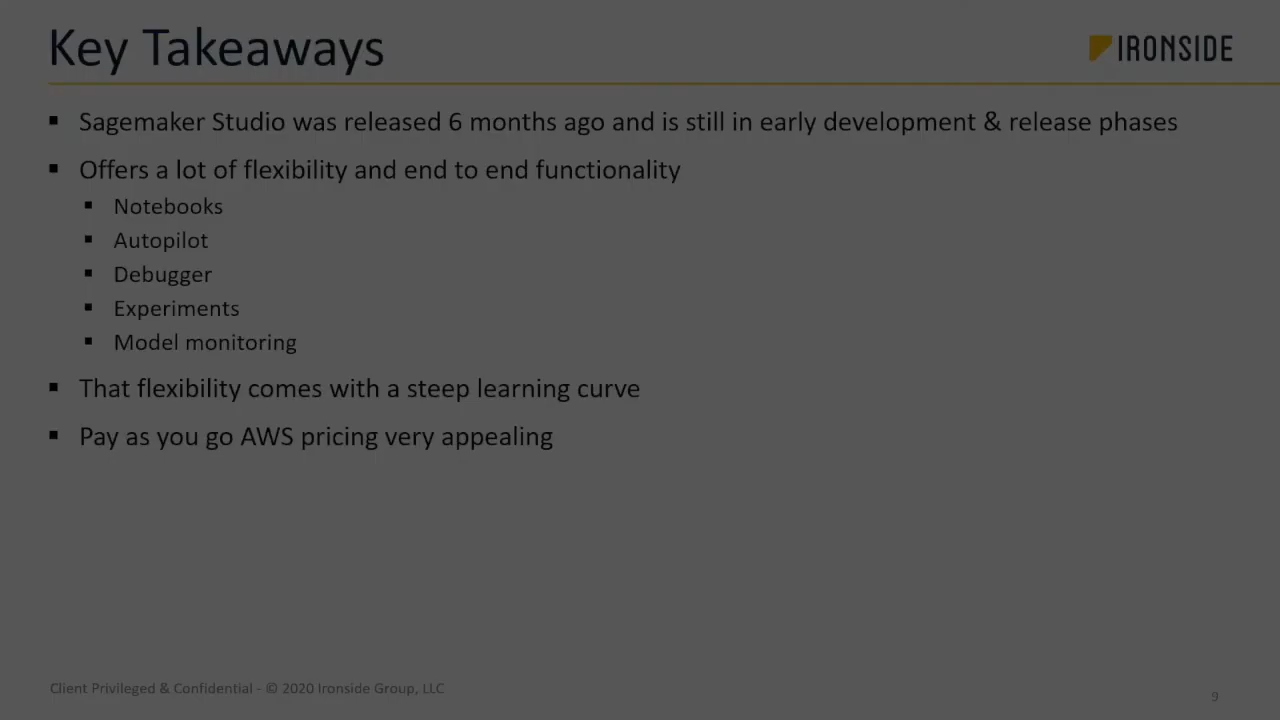 Key Takeaways
IRONSIDE
▪ Sagemaker Studio was released 6 months ago and is still in early development & release phases
▪ Offers a lot of flexibility and end to end functionality
▪ Notebooks
▪ Autopilot
▪ Debugger
▪ Experiments
▪ Model monitoring
▪ That flexibility comes with a steep learning curve
▪ Pay as you go AWS pricing very appealing
Client Privileged & Confidential - © 2020 Ironside Group, LLC
9